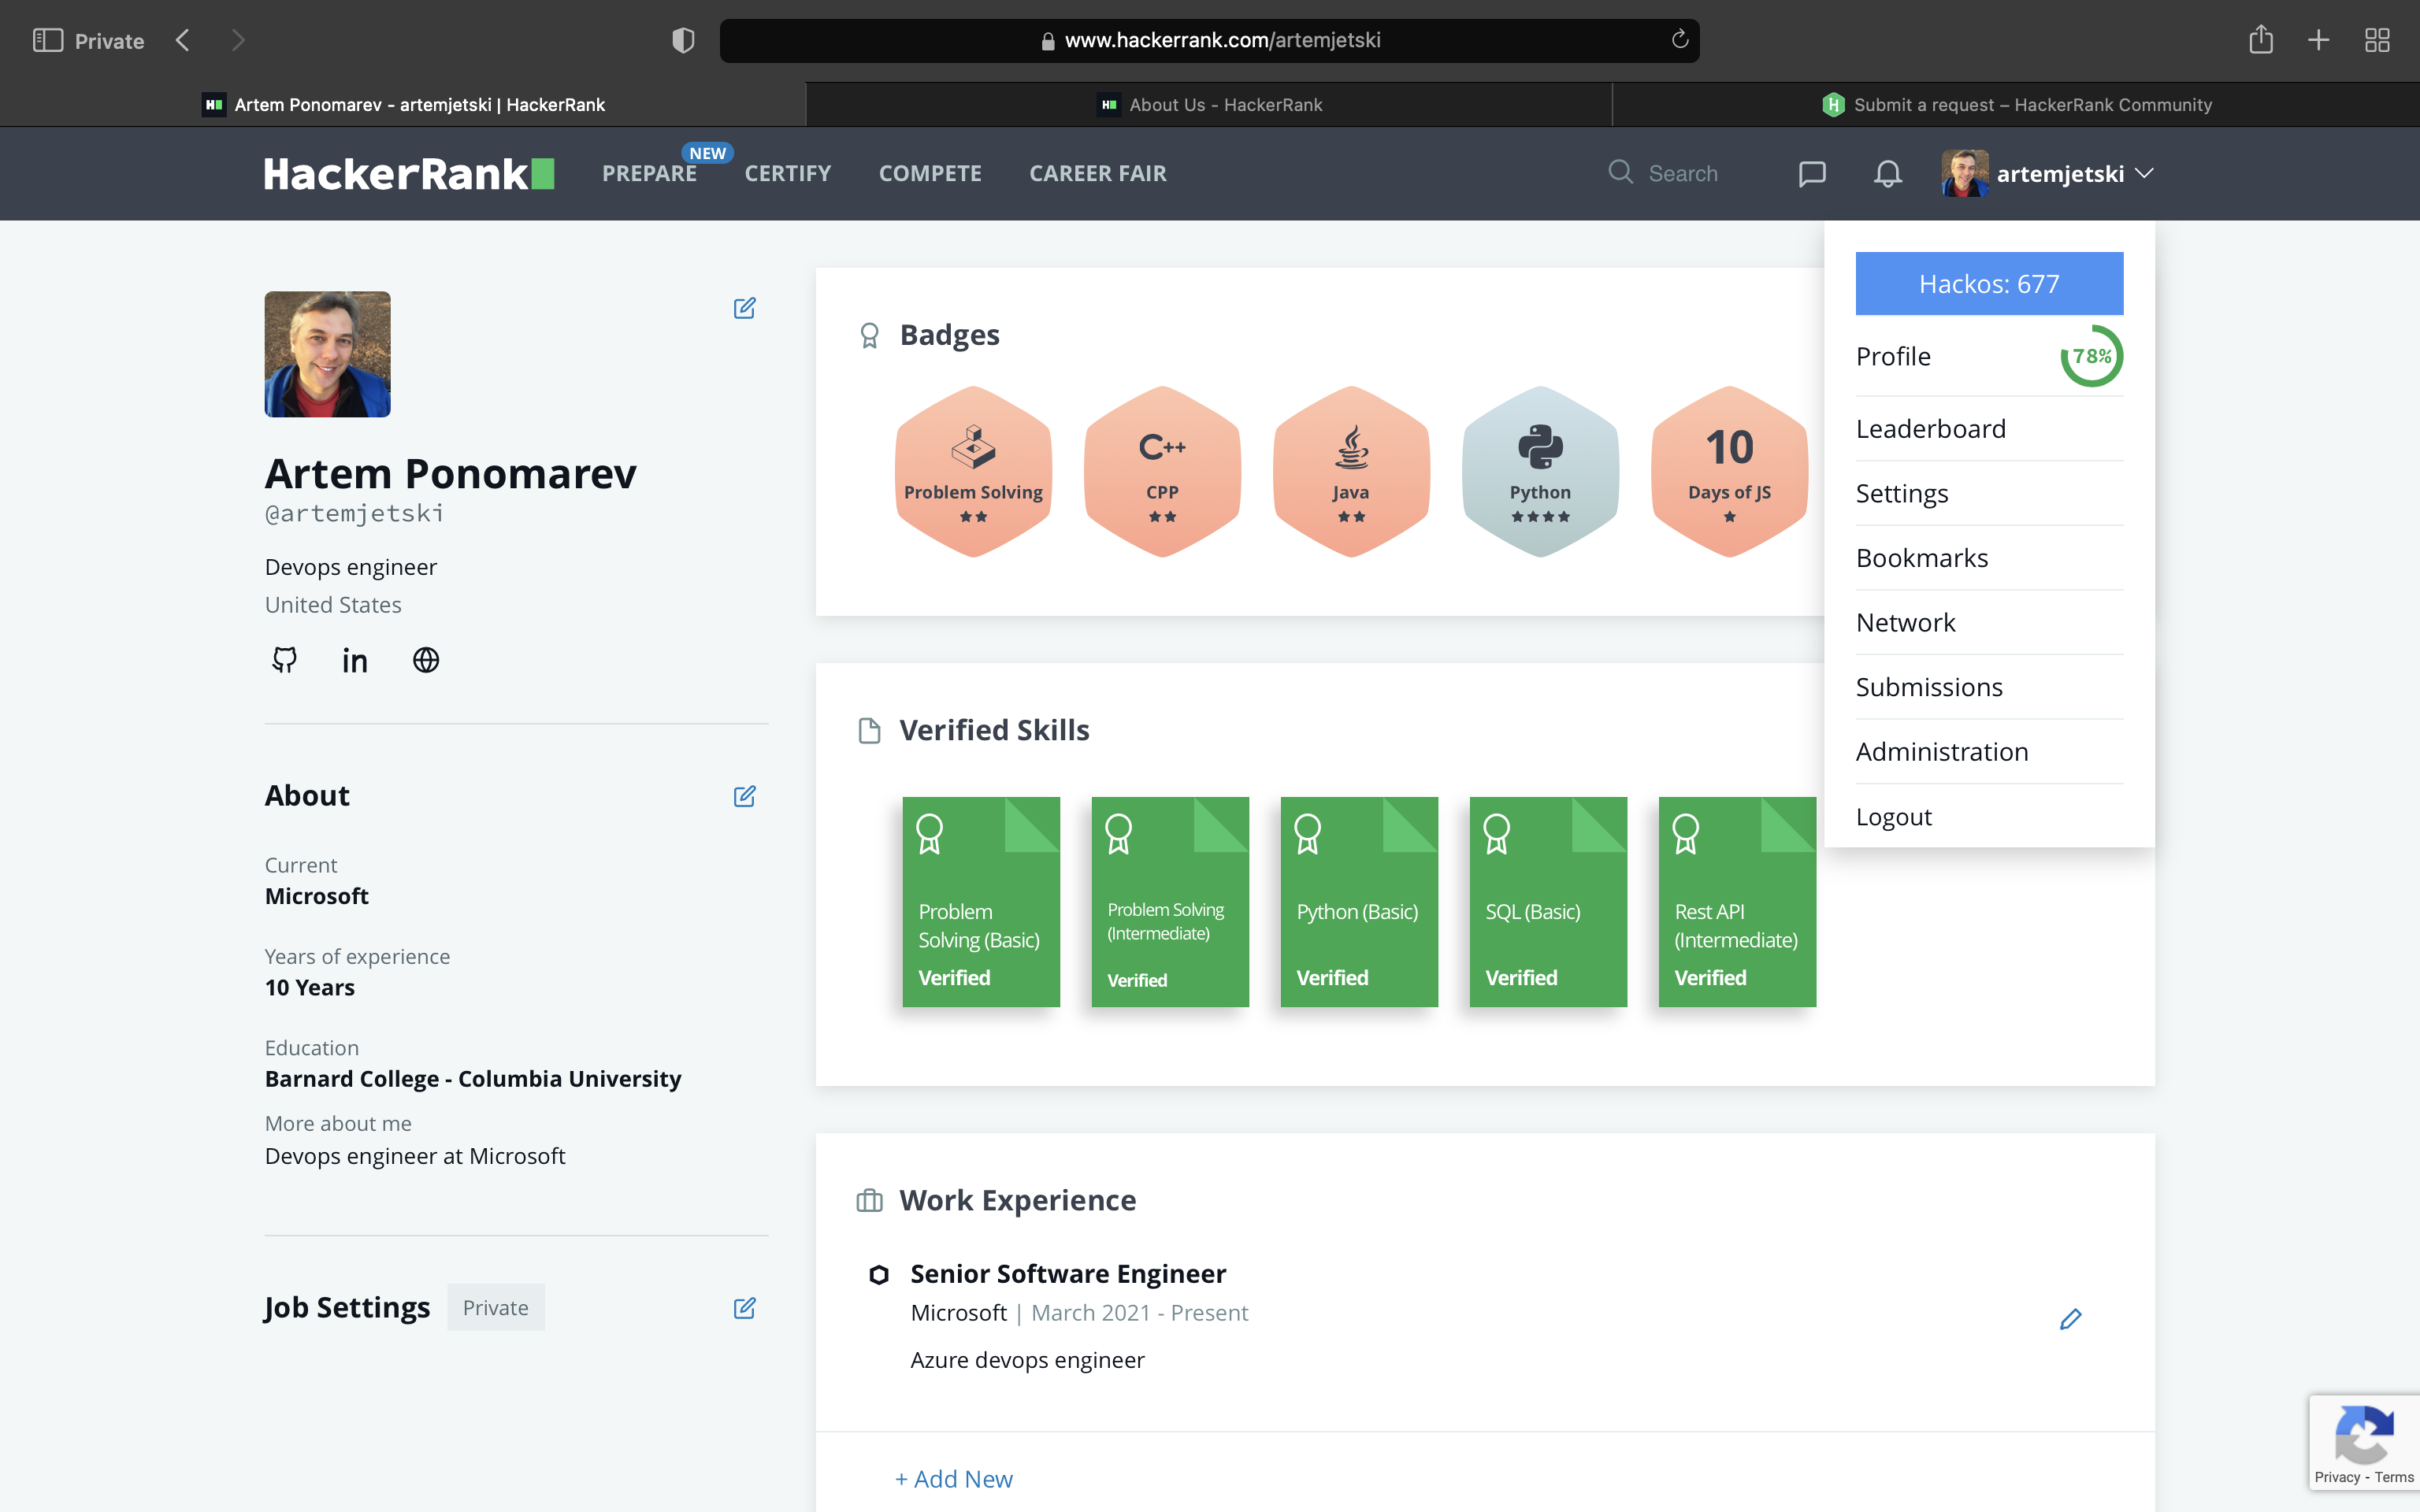 Private
www.hackerrank.com/artemjetski
Artem Ponomarev - artemjetski | HackerRank
About Us - HackerRank
Submit a request – HackerRank Community
HackerRank
PREPARE
NEW
CERTIFY
COMPETE
CAREER FAIR
Search
artemjetski
Hackos: 677
Profile
78%
Leaderboard
Settings
Bookmarks
Network
Submissions
Administration
Logout
Artem Ponomarev
@artemjetski
Devops engineer
United States
in
About
Current
Microsoft
Years of experience
10 Years
Education
Barnard College - Columbia University
More about me
Devops engineer at Microsoft
Job Settings
Private
Badges
Problem Solving
C++
CPP
Java
Python
10
Days of JS
Verified Skills
Problem
Solving (Basic)
Verified
Problem Solving
(Intermediate)
Verified
Python (Basic)
Verified
SQL (Basic)
Verified
Rest API
(Intermediate)
Verified
Work Experience
Senior Software Engineer
Microsoft | March 2021 - Present
Azure devops engineer
+ Add New
Privacy - Terms